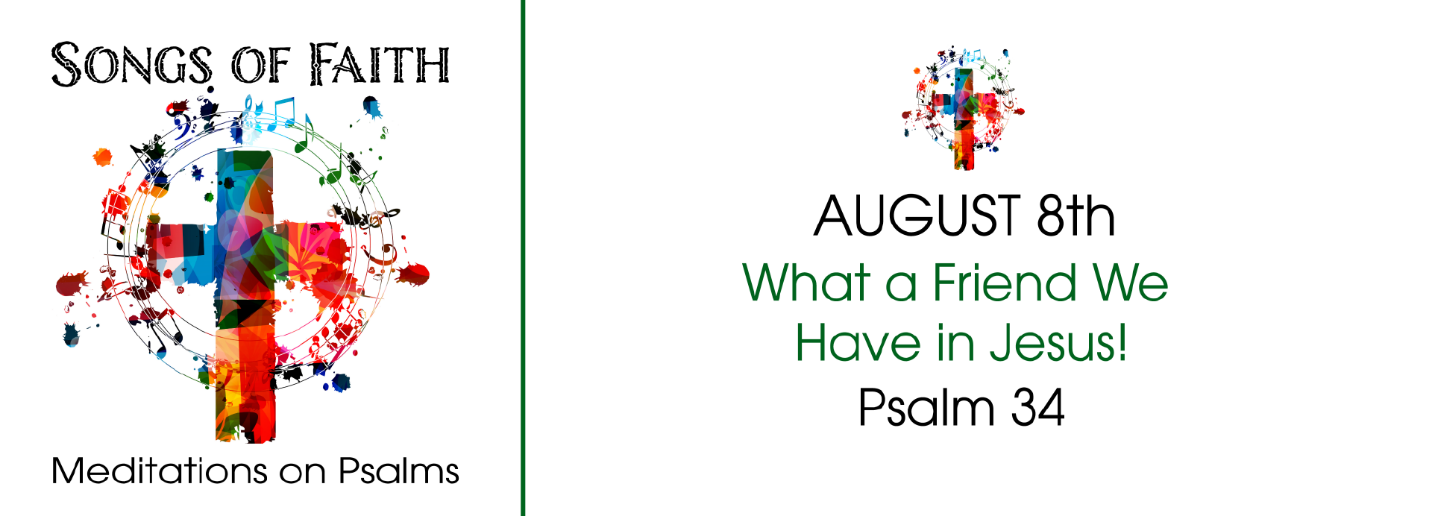 SONGS OF FAITH
Meditations on Psalms
AUGUST 8th
What a Friend We
Have in Jesus!
Psalm 34